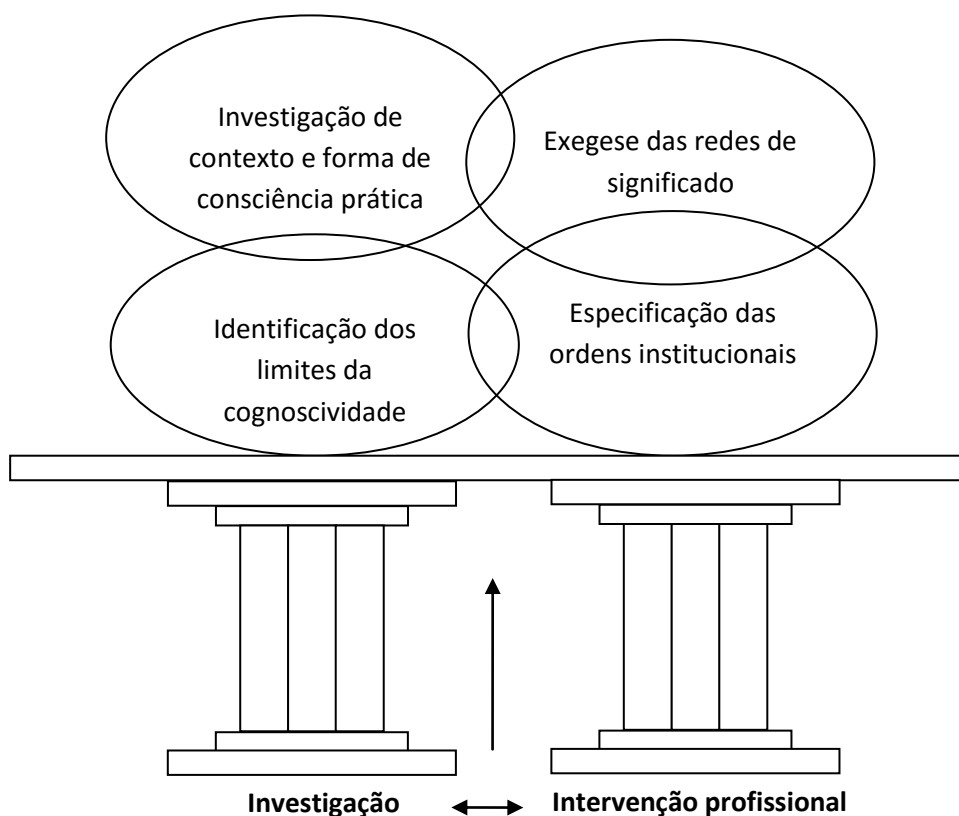 Investigação de
contexto e forma de
consciência prática
Exegese das redes de
significado
Identificação dos
limites da
cognoscividade
Especificação das
ordens institucionais
Investigação
Intervenção profissional